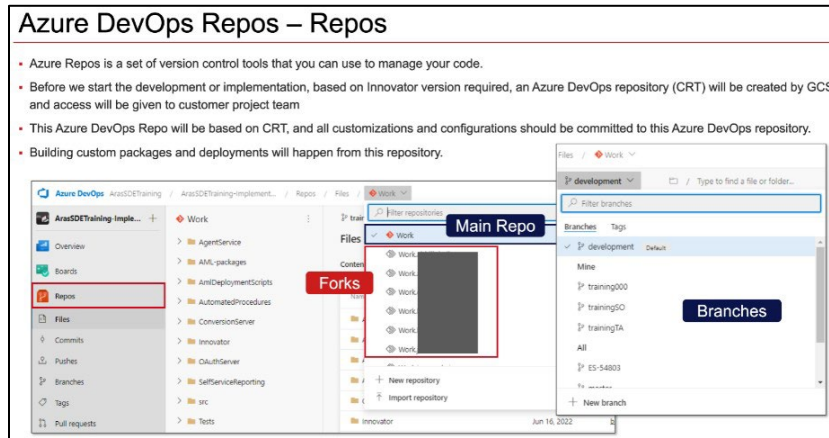 Azure DevOps Repos – Repos
▪ Azure Repos is a set of version control tools that you can use to manage your code.
▪ Before we start the development or implementation, based on Innovator version required, an Azure DevOps repository (CRT) will be created by GCS
and access will be given to customer project team
▪ This Azure DevOps Repo will be based on CRT, and all customizations and configurations should be committed to this Azure DevOps repository.
▪ Building custom packages and deployments will happen from this repository.
Azure DevOps ArasSDETraining / ArasSDETraining-Implement... / Repos / Files / Work
ArasSDETraining-Imple... +
Overview
Boards
Repos
Files
Commits
Pushes
Branches
Tags
Pull requests
Work
AgentService
AML-packages
AmlDeploymentScripts
AutomatedProcedures
ConversionServer
Innovator
OAuthServer
SelfServiceReporting
src
Tests
Files
Filter repositories
Work
Main Repo
Forks
Work.
Work.
Work.
Work.
Work.
Work.
+ New repository
Import repository
Innovator Jun 16, 2022
Files / Work
development / Type to find a file or folder...
Filter branches
Branches Tags
development Default
Mine
training000
trainingSO
trainingTA
Branches
All
ES-54803
+ New branch